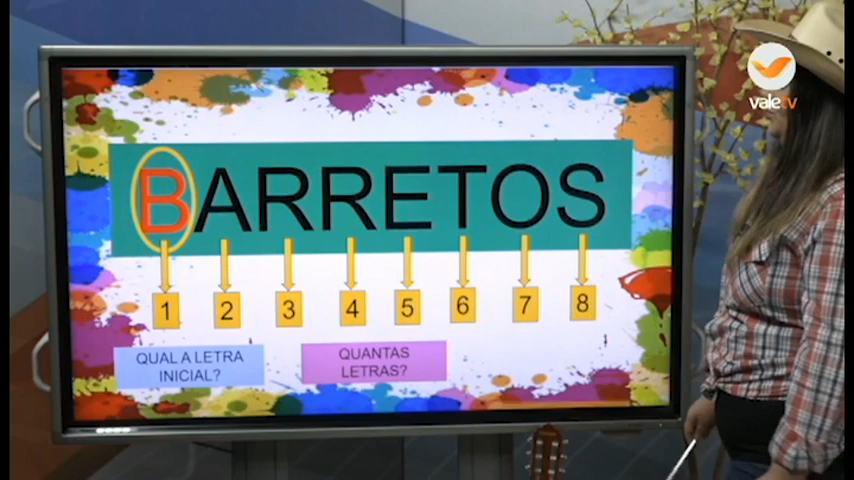 vale.tv
BARRETOS
1 2 3 4 5 6 7 8
QUAL A LETRA
INICIAL?
QUANTAS
LETRAS?